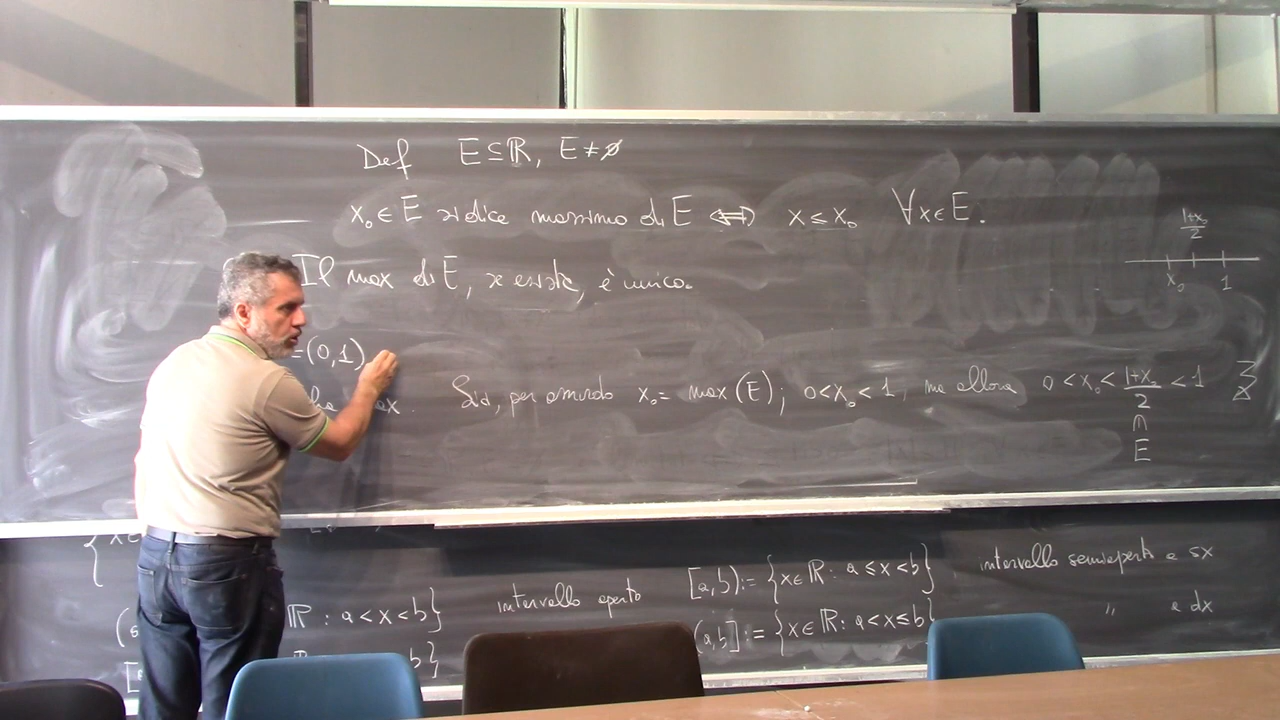 Def E⊆ℝ, E≠∅
x₀∈E si dice massimo di E ⟺ x≤x₀ ∀x∈E.
(1+x₀)/2
x₀ 1
Il max di E, se esiste, è unico.
=(0,1)
ha max. Sia, per assurdo x₀= max(E); 0<x₀<1, ma allora 0<x₀<(1+x₀)/2<1
∈
E
ℝ: a<x<b} intervallo aperto [a,b):={x∈ℝ: a≤x<b} intervallo semiaperto a sx
b} (a,b]:={x∈ℝ: a<x≤b} " a dx